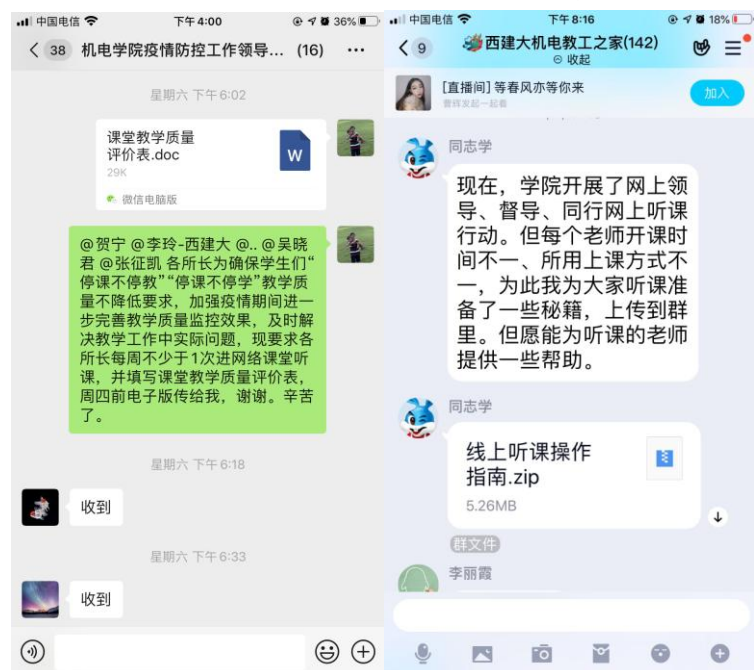 中国电信
下午4:00
36%
38
机电学院疫情防控工作领导... (16)
星期六 下午6:02
课堂教学质量
评价表.doc
29K
W
微信电脑版
@贺宁 @李玲-西建大 @.. @吴晓
君 @张征凯 各所长为确保学生们“
停课不停教”“停课不停学”教学质
量不降低要求，加强疫情期间进一
步完善教学质量监控效果，及时解
决教学工作中实际问题，现要求各
所长每周不少于1次进网络课堂听
课，并填写课堂教学质量评价表，
周四前电子版传给我，谢谢。辛苦
了。
星期六 下午6:18
收到
星期六 下午6:33
收到
中国电信
下午8:16
18%
9
西建大机电教工之家(142)
收起
[直播间] 等春风亦等你来
发起一起看
加入
同志学
现在，学院开展了网上领
导、督导、同行网上听课
行动。但每个老师开课时
间不一、所用上课方式不
一，为此我为大家听课准
备了一些秘籍，上传到群
里。但愿能为听课的老师
提供一些帮助。
同志学
线上听课操作
指南.zip
5.26MB
群文件
李丽霞